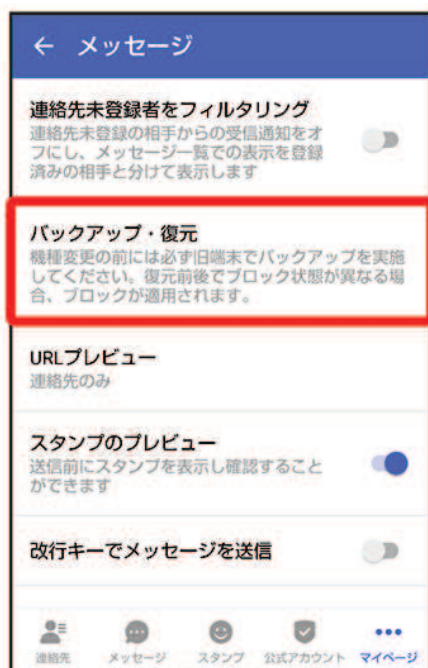 ← メッセージ
連絡先未登録者をフィルタリング
連絡先未登録の相手からの受信通知をオ
フにし、メッセージ一覧での表示を登録
済みの相手と分けて表示します
バックアップ・復元
機種変更の前には必ず旧端末でバックアップを実施
してください。復元前後でブロック状態が異なる場
合、ブロックが適用されます。
URLプレビュー
連絡先のみ
スタンプのプレビュー
送信前にスタンプを表示し確認すること
ができます
改行キーでメッセージを送信
連絡先 メッセージ スタンプ 公式アカウント マイページ